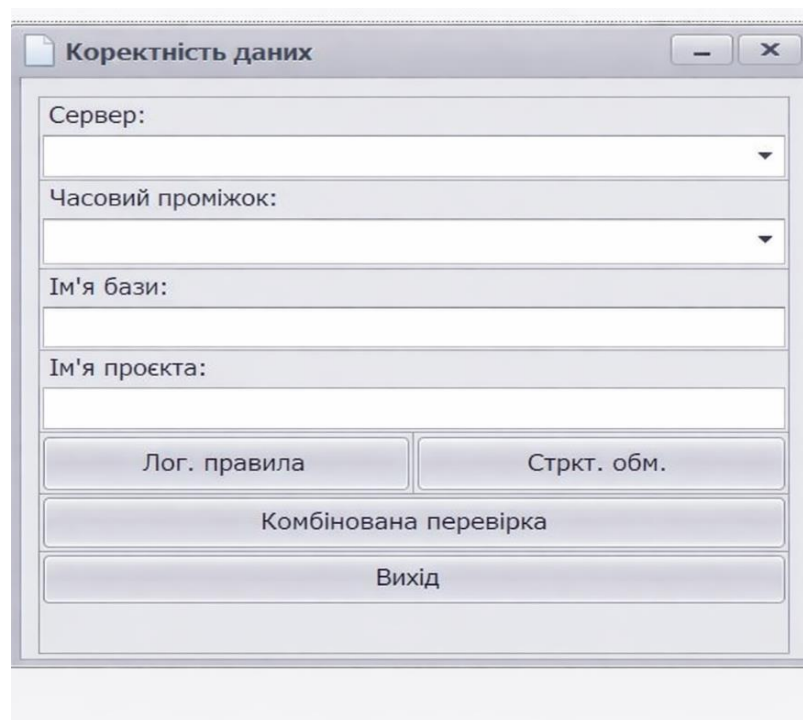 Коректність даних
Сервер:
Часовий проміжок:
Ім'я бази:
Ім'я проєкта:
Лог. правила
Стркт. обм.
Комбінована перевірка
Вихід